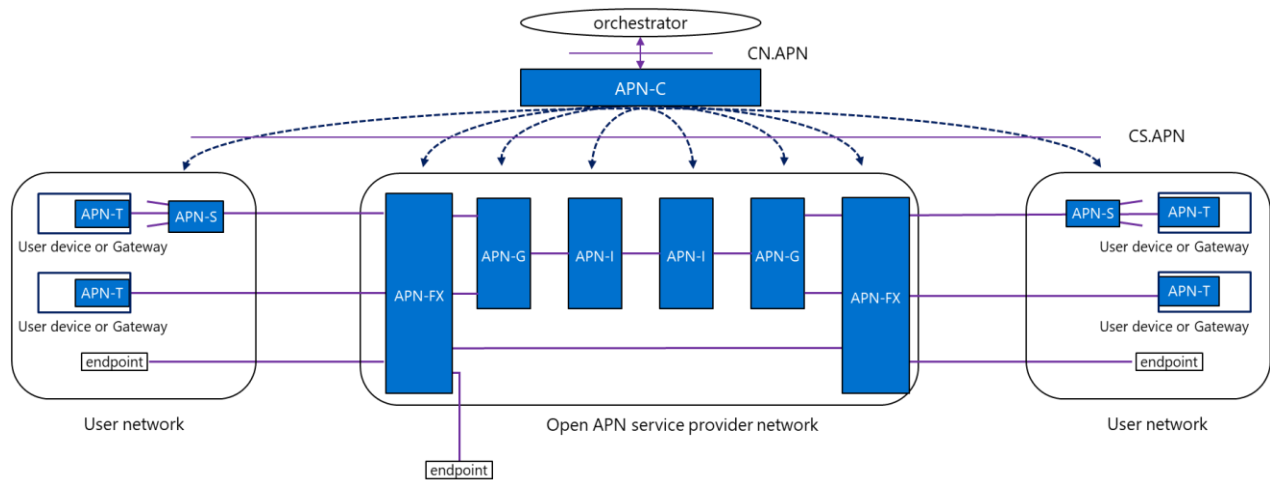 orchestrator
CN.APN
APN-C
CS.APN
APN-T
APN-S
User device or Gateway
APN-T
User device or Gateway
endpoint
User network
APN-FX
APN-G
APN-I
APN-I
APN-G
APN-FX
Open APN service provider network
endpoint
APN-S
APN-T
User device or Gateway
APN-T
User device or Gateway
endpoint
User network